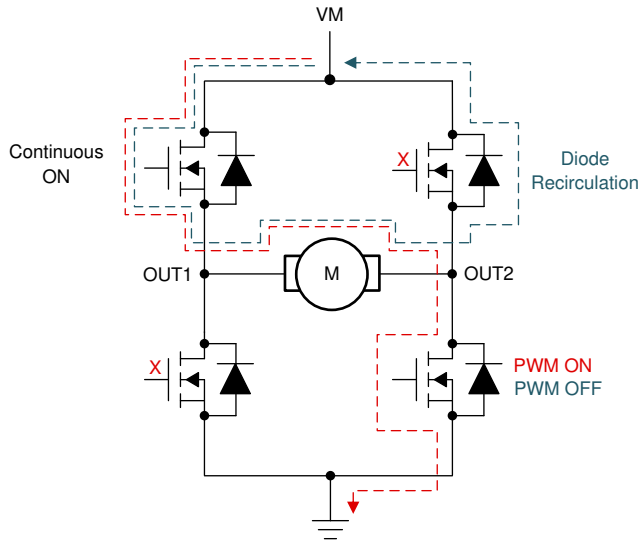 VM
Continuous
ON
X
Diode
Recirculation
OUT1
M
OUT2
X
PWM ON
PWM OFF